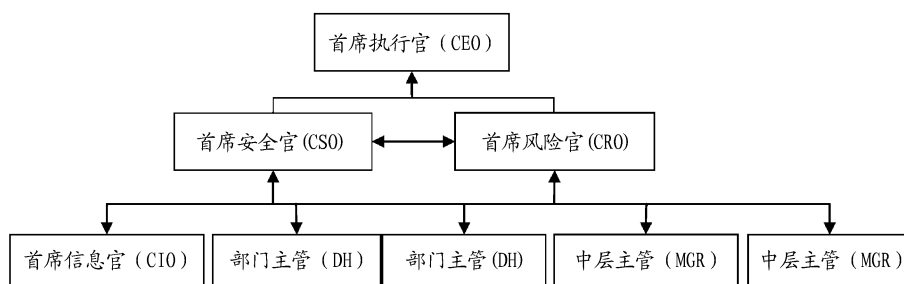 首席执行官（CEO）
首席安全官(CSO)
首席风险官(CRO)
首席信息官（CIO）
部门主管（DH）
部门主管(DH)
中层主管（MGR）
中层主管（MGR）